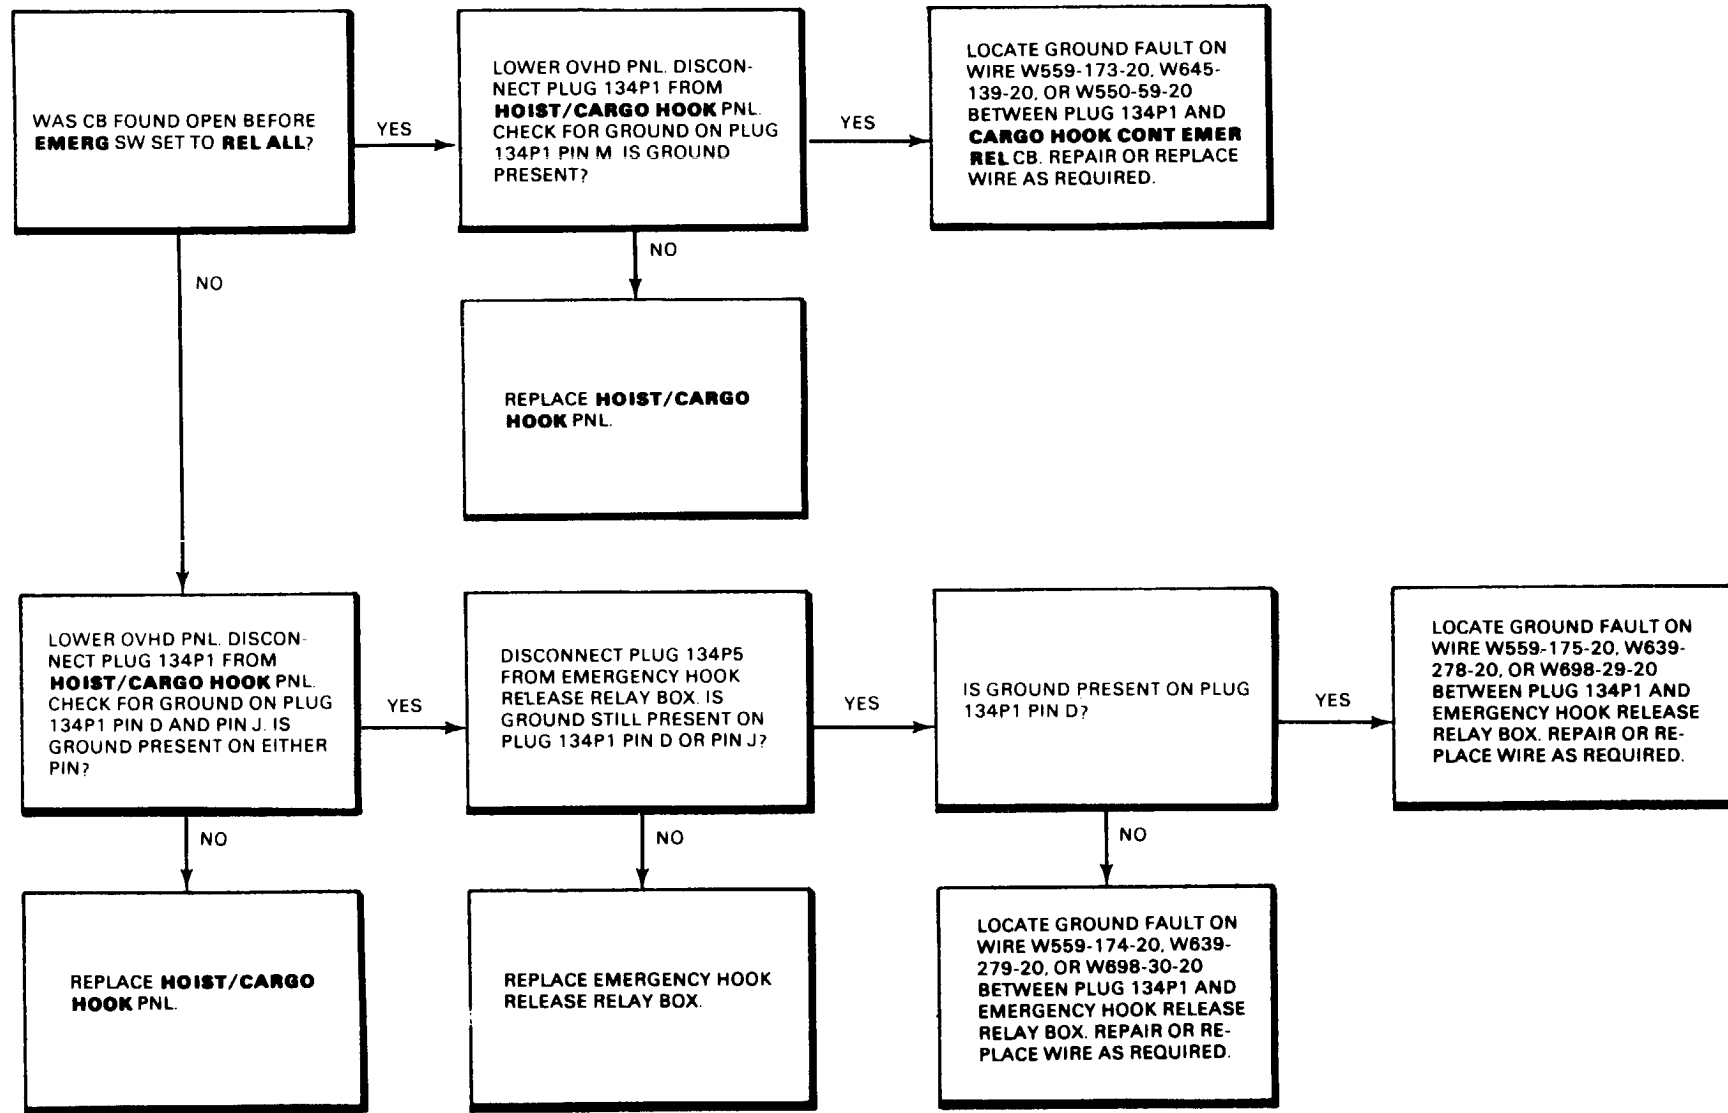 WAS CB FOUND OPEN BEFORE
EMERG SW SET TO REL ALL?
YES
LOWER OVHD PNL. DISCON-
NECT PLUG 134P1 FROM
HOIST/CARGO HOOK PNL.
CHECK FOR GROUND ON PLUG
134P1 PIN M IS GROUND
PRESENT?
YES
LOCATE GROUND FAULT ON
WIRE W559-173-20, W645-
139-20, OR W550-59-20
BETWEEN PLUG 134P1 AND
CARGO HOOK CONT EMER
REL CB. REPAIR OR REPLACE
WIRE AS REQUIRED.
NO
NO
REPLACE HOIST/CARGO
HOOK PNL.
LOWER OVHD PNL. DISCON-
NECT PLUG 134P1 FROM
HOIST/CARGO HOOK PNL.
CHECK FOR GROUND ON PLUG
134P1 PIN D AND PIN J. IS
GROUND PRESENT ON EITHER
PIN?
YES
DISCONNECT PLUG 134P5
FROM EMERGENCY HOOK
RELEASE RELAY BOX. IS
GROUND STILL PRESENT ON
PLUG 134P1 PIN D OR PIN J?
YES
IS GROUND PRESENT ON PLUG
134P1 PIN D?
YES
LOCATE GROUND FAULT ON
WIRE W559-175-20, W639-
278-20, OR W698-29-20
BETWEEN PLUG 134P1 AND
EMERGENCY HOOK RELEASE
RELAY BOX. REPAIR OR RE-
PLACE WIRE AS REQUIRED.
NO
NO
NO
REPLACE HOIST/CARGO
HOOK PNL.
REPLACE EMERGENCY HOOK
RELEASE RELAY BOX.
LOCATE GROUND FAULT ON
WIRE W559-174-20, W639-
279-20, OR W698-30-20
BETWEEN PLUG 134P1 AND
EMERGENCY HOOK RELEASE
RELAY BOX. REPAIR OR RE-
PLACE WIRE AS REQUIRED.